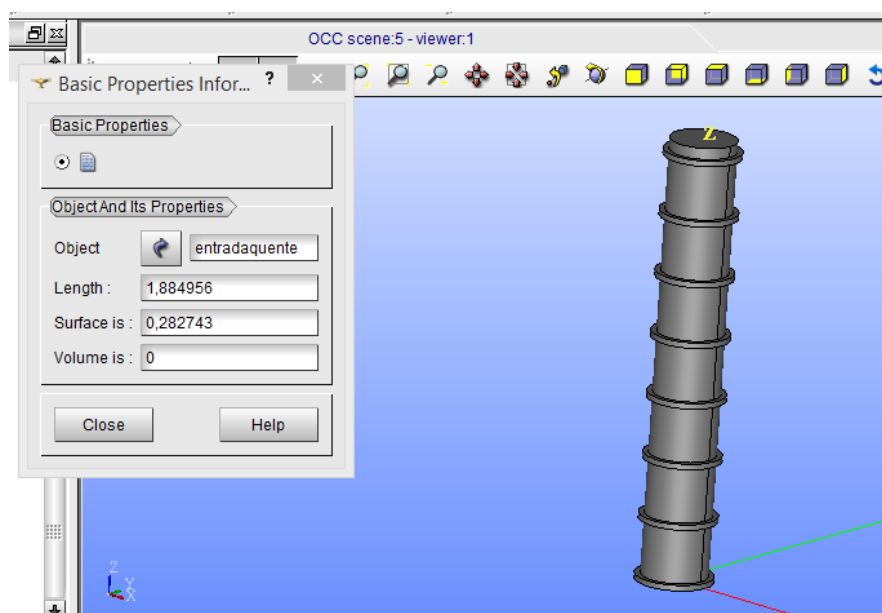 OCC scene:5 - viewer:1
Basic Properties Infor... ?
Basic Properties
Object And Its Properties
Object entradaquente
Length : 1,884956
Surface is : 0,282743
Volume is : 0
Close Help
Z
Z
Y
X